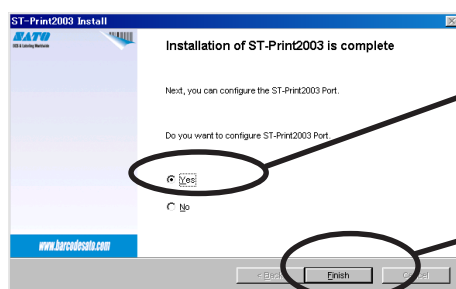 ST-Print2003 Install
SATO
Installation of ST-Print2003 is complete
Next, you can configure the ST-Print2003 Port.
Do you want to configure ST-Print2003 Port.
Yes
No
www.barcodesato.com
< Back
Finish
Cancel